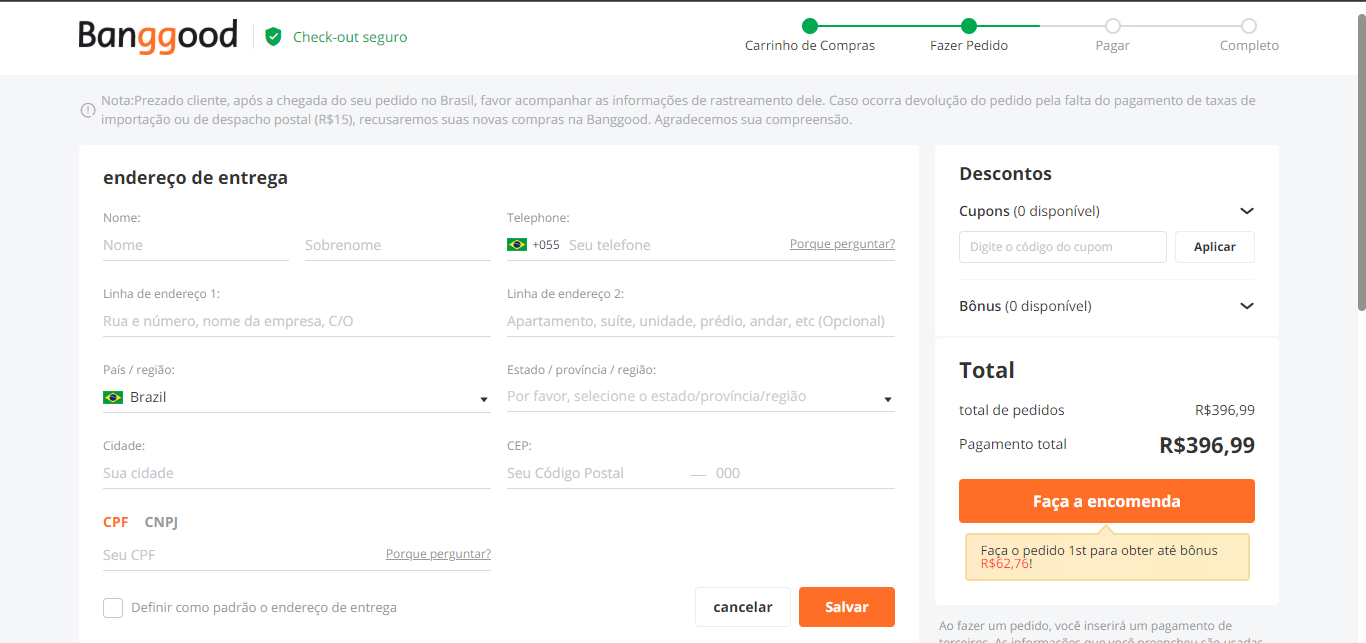 Banggood
Check-out seguro
Carrinho de Compras
Fazer Pedido
Pagar
Completo
Nota:Prezado cliente, após a chegada do seu pedido no Brasil, favor acompanhar as informações de rastreamento dele. Caso ocorra devolução do pedido pela falta do pagamento de taxas de
importação ou de despacho postal (R$15), recusaremos suas novas compras na Banggood. Agradecemos sua compreensão.
endereço de entrega
Nome:
Nome
Sobrenome
Telephone:
+055 Seu telefone
Porque perguntar?
Linha de endereço 1:
Rua e número, nome da empresa, C/O
Linha de endereço 2:
Apartamento, suíte, unidade, prédio, andar, etc (Opcional)
País / região:
Brazil
Estado / província / região:
Por favor, selecione o estado/província/região
Cidade:
Sua cidade
CEP:
Seu Código Postal — 000
CPF CNPJ
Seu CPF
Porque perguntar?
Definir como padrão o endereço de entrega
cancelar
Salvar
Descontos
Cupons (0 disponível)
Digite o código do cupom
Aplicar
Bônus (0 disponível)
Total
total de pedidos R$396,99
Pagamento total R$396,99
Faça a encomenda
Faça o pedido 1st para obter até bônus
R$62,76!
Ao fazer um pedido, você inserirá um pagamento de
terceiros. As informações que você preencheu são usadas